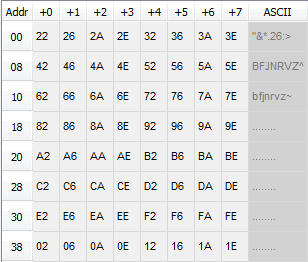 Addr +0 +1 +2 +3 +4 +5 +6 +7 ASCII
00 22 26 2A 2E 32 36 3A 3E "&*.26:>
08 42 46 4A 4E 52 56 5A 5E BFJNRVZ^
10 62 66 6A 6E 72 76 7A 7E bfjnrvz~
18 82 86 8A 8E 92 96 9A 9E ........
20 A2 A6 AA AE B2 B6 BA BE ........
28 C2 C6 CA CE D2 D6 DA DE ........
30 E2 E6 EA EE F2 F6 FA FE ........
38 02 06 0A 0E 12 16 1A 1E ........